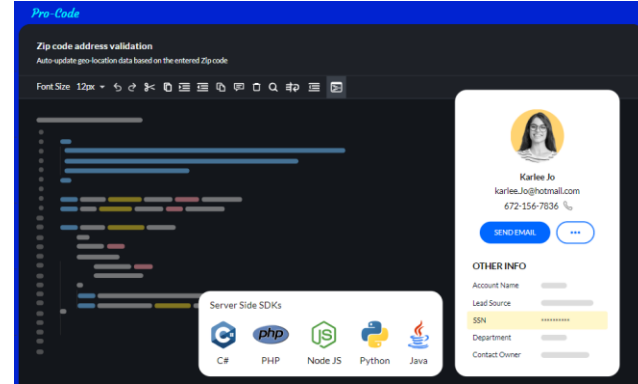 Pro-Code
Zip code address validation
Auto-update geo-location data based on the entered Zip code
Font Size 12px
Karlee Jo
karlee.Jo@hotmail.com
672-156-7836
SEND EMAIL
OTHER INFO
Account Name
Lead Source
SSN **********
Department
Contact Owner
Server Side SDKs
C php JS
C# PHP Node JS Python Java